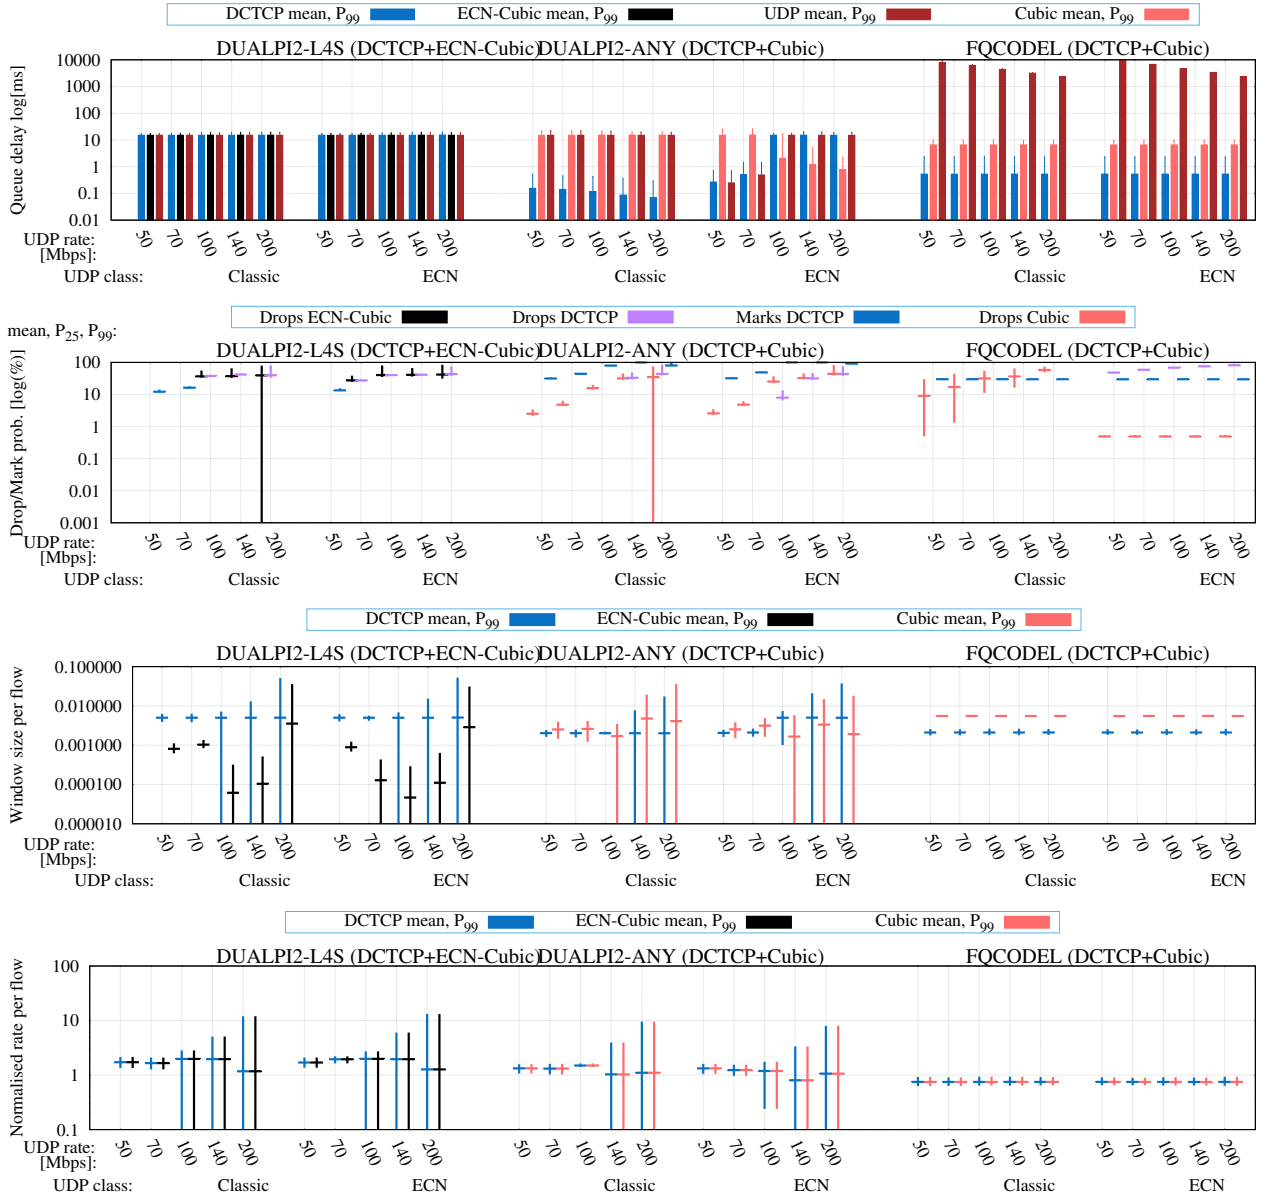 DCTCP mean, P99 ECN-Cubic mean, P99 UDP mean, P99 Cubic mean, P99
DUALPI2-L4S (DCTCP+ECN-Cubic) DUALPI2-ANY (DCTCP+Cubic) FQCODEL (DCTCP+Cubic)
Queue delay log[ms]
10000
1000
100
10
1
0.1
0.01
UDP rate: 50 70 100 140 200 50 70 100 140 200 50 70 100 140 200 50 70 100 140 200 50 70 100 140 200 50 70 100 140 200
[Mbps]:
UDP class: Classic ECN Classic ECN Classic ECN
Drops ECN-Cubic Drops DCTCP Marks DCTCP Drops Cubic
mean, P25, P99:
DUALPI2-L4S (DCTCP+ECN-Cubic) DUALPI2-ANY (DCTCP+Cubic) FQCODEL (DCTCP+Cubic)
Drop/Mark prob. [log(%)]
100
10
1
0.1
0.01
0.001
UDP rate: 50 70 100 140 200 50 70 100 140 200 50 70 100 140 200 50 70 100 140 200 50 70 100 140 200 50 70 100 140 200
[Mbps]:
UDP class: Classic ECN Classic ECN Classic ECN
DCTCP mean, P99 ECN-Cubic mean, P99 Cubic mean, P99
DUALPI2-L4S (DCTCP+ECN-Cubic) DUALPI2-ANY (DCTCP+Cubic) FQCODEL (DCTCP+Cubic)
Window size per flow
0.100000
0.010000
0.001000
0.000100
0.000010
UDP rate: 50 70 100 140 200 50 70 100 140 200 50 70 100 140 200 50 70 100 140 200 50 70 100 140 200 50 70 100 140 200
[Mbps]:
UDP class: Classic ECN Classic ECN Classic ECN
DCTCP mean, P99 ECN-Cubic mean, P99 Cubic mean, P99
DUALPI2-L4S (DCTCP+ECN-Cubic) DUALPI2-ANY (DCTCP+Cubic) FQCODEL (DCTCP+Cubic)
Normalised rate per flow
100
10
1
0.1
UDP rate: 50 70 100 140 200 50 70 100 140 200 50 70 100 140 200 50 70 100 140 200 50 70 100 140 200 50 70 100 140 200
[Mbps]:
UDP class: Classic ECN Classic ECN Classic ECN